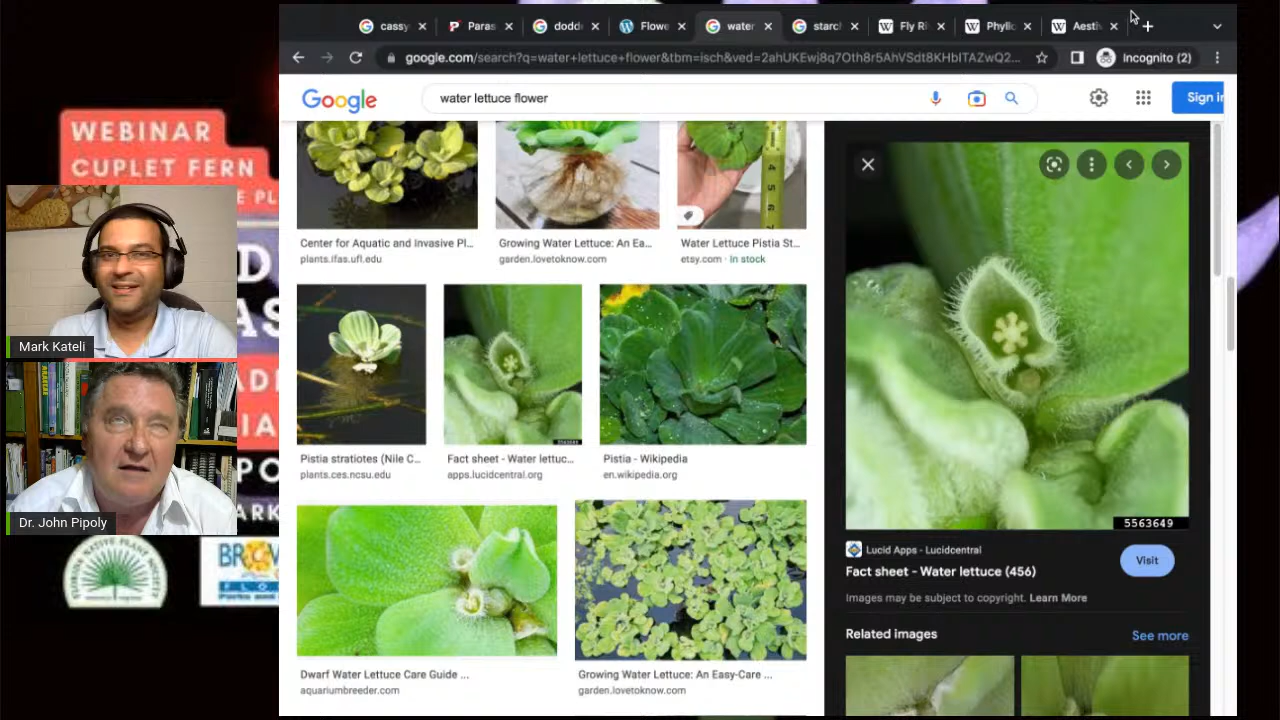 cassy
Paras
dodd
Flowe
water
starc
Fly Ri
Phyllo
Aesti
google.com/search?q=water+lettuce+flower&tbm=isch&ved=2ahUKEwj8q7Oth8r5AhVSdt8KHbITAZwQ2...
Incognito (2)
Google
water lettuce flower
Sign in
WEBINAR
CUPLET FERN
Center for Aquatic and Invasive Pl...
plants.ifas.ufl.edu
Growing Water Lettuce: An Ea...
garden.lovetoknow.com
Water Lettuce Pistia St...
etsy.com · In stock
Mark Kateli
Pistia stratiotes (Nile C...
plants.ces.ncsu.edu
Fact sheet - Water lettuc...
apps.lucidcentral.org
Pistia - Wikipedia
en.wikipedia.org
Dr. John Pipoly
5563649
Lucid Apps - Lucidcentral
Fact sheet - Water lettuce (456)
Visit
Images may be subject to copyright. Learn More
Related images
See more
Dwarf Water Lettuce Care Guide ...
aquariumbreeder.com
Growing Water Lettuce: An Easy-Care ...
garden.lovetoknow.com